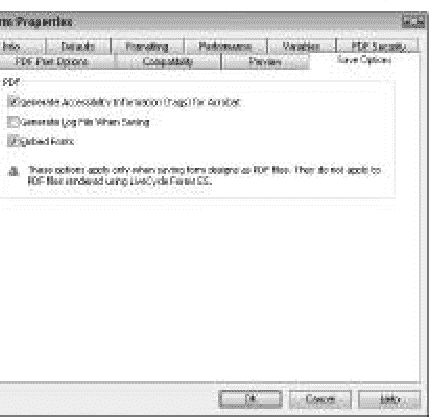 rm Properties
Info Defaults Formatting Performance Variables PDF Security
PDF Print Options Compatibility Preview Save Options
PDF
Generate Accessibility Information (Tags) for Acrobat
Generate Log File When Saving
Embed Fonts
These options apply only when saving form designs as PDF files. They do not apply to
PDF files rendered using LiveCycle Forms ES.
OK Cancel Help